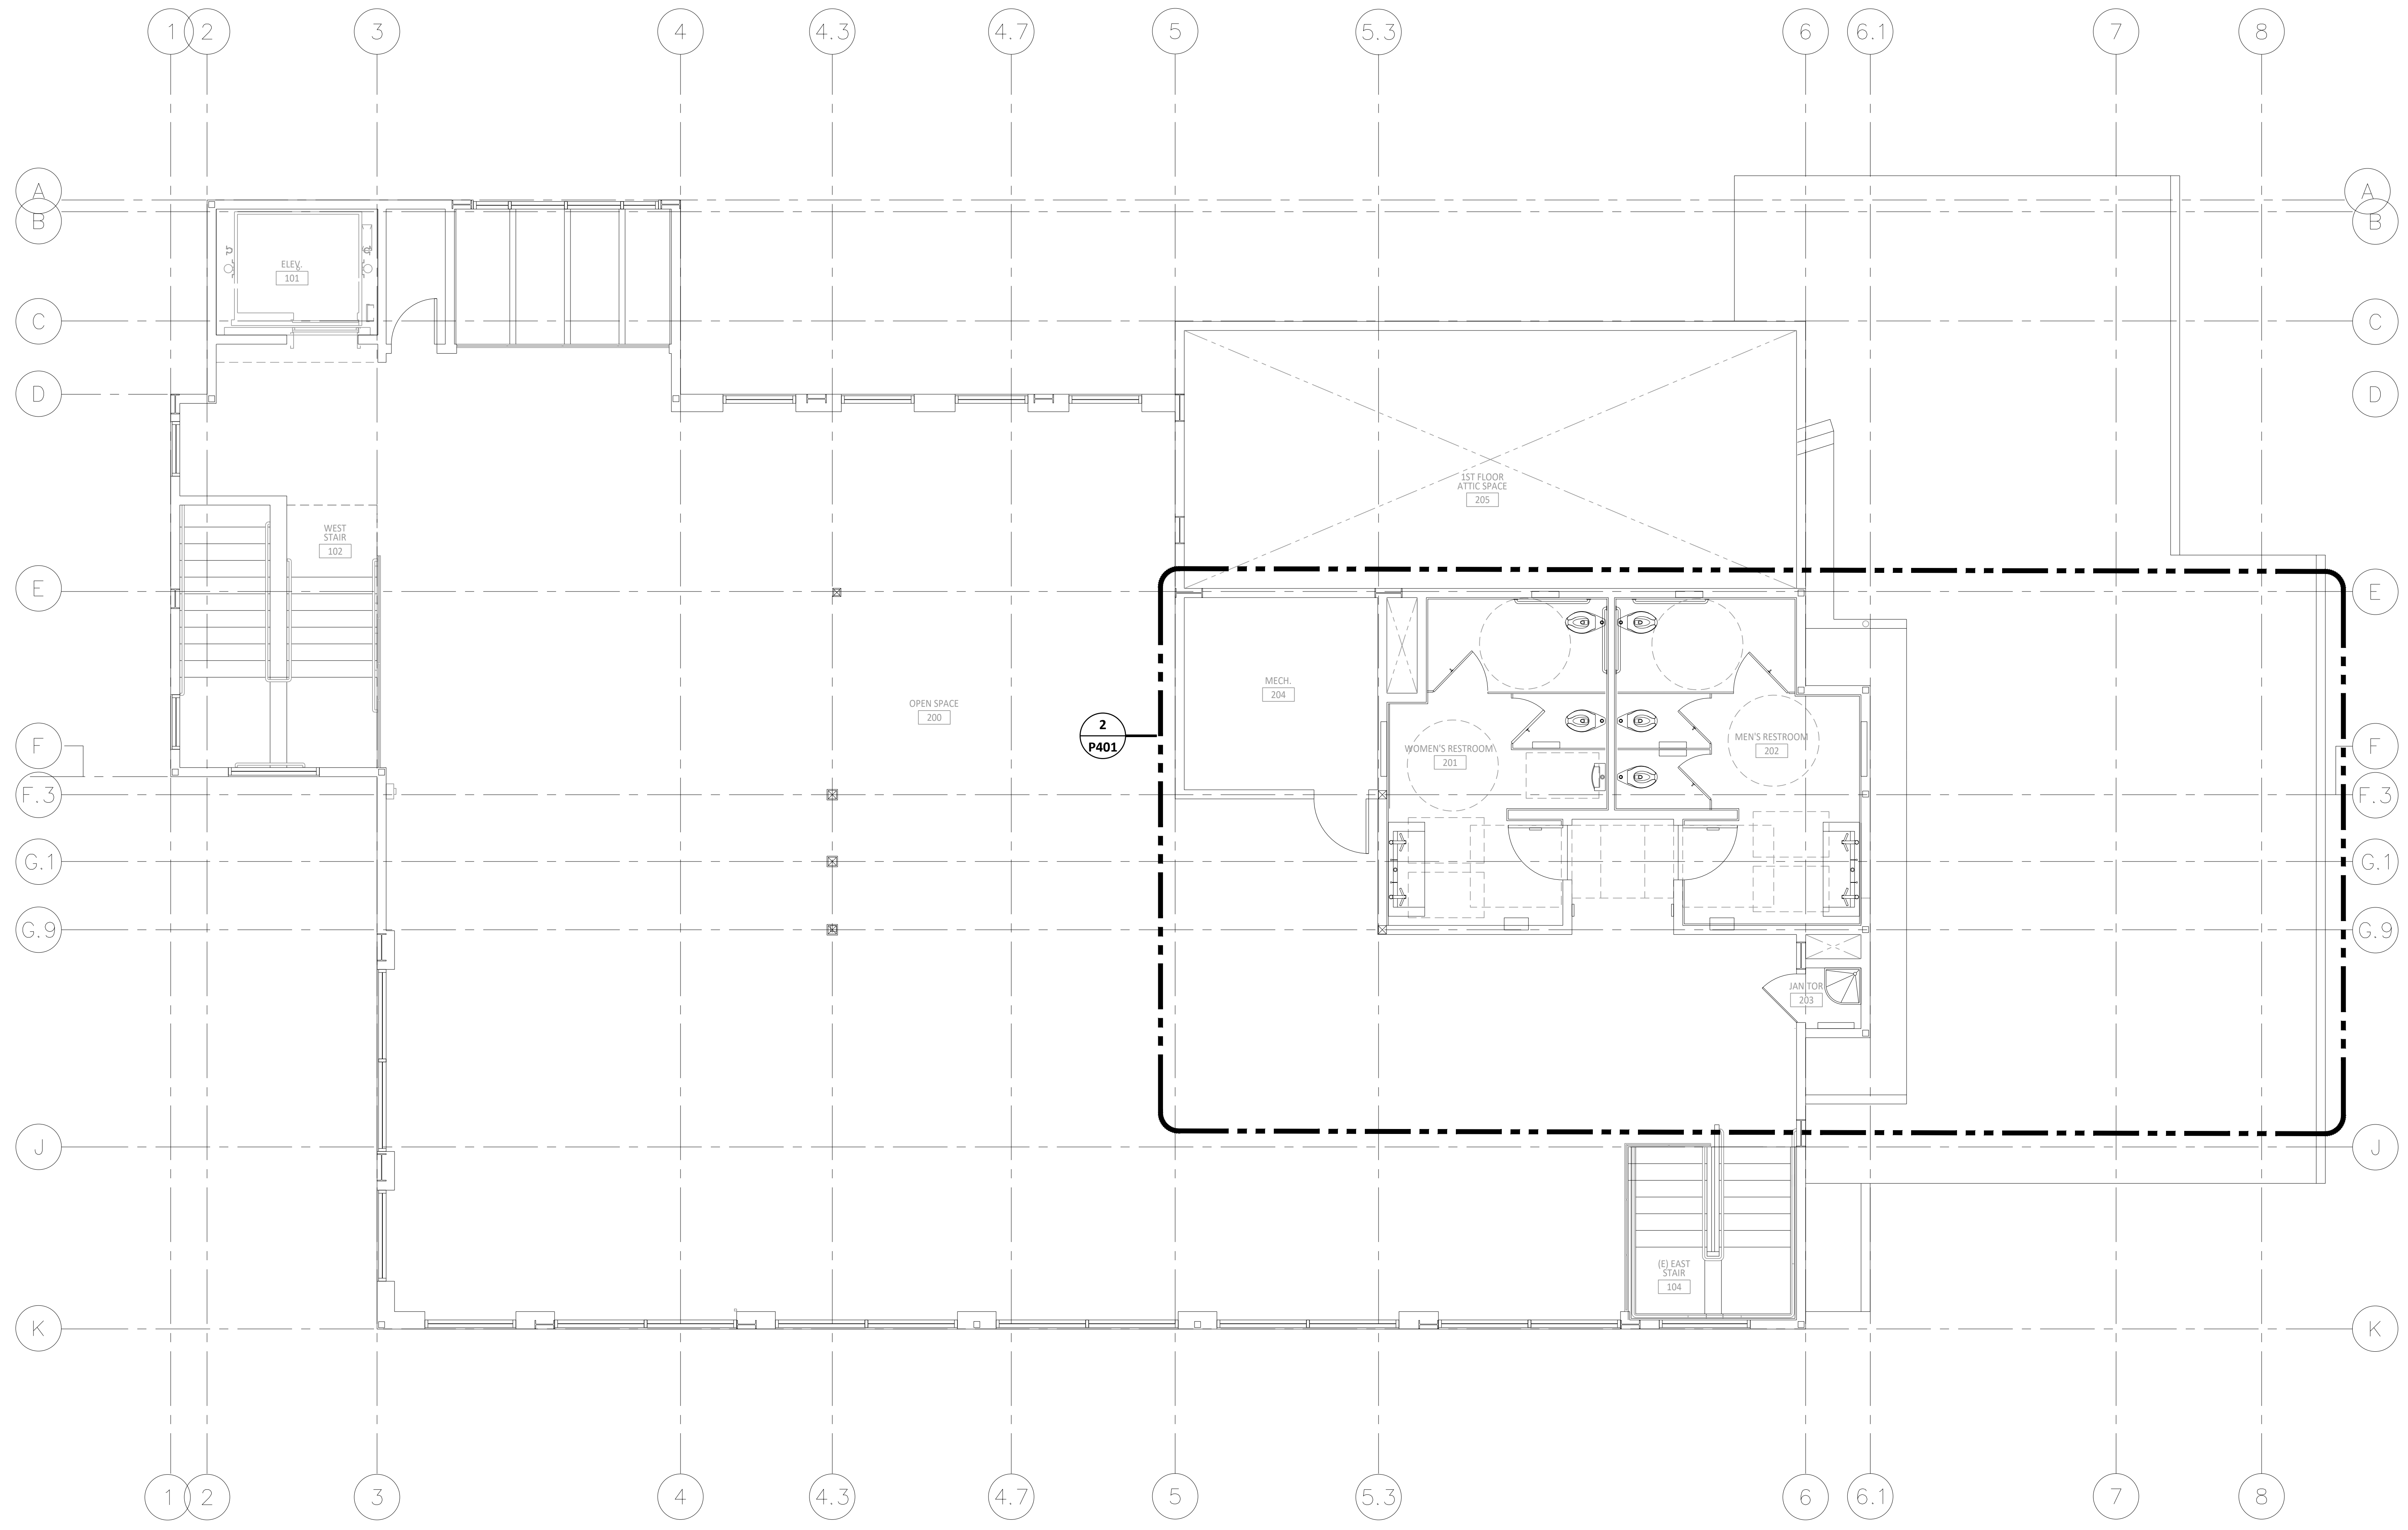 1 2 3 4 4.3 4.7 5 5.3 6 6.1 7 8
A A
B B
ELEV.
101
C C
D D
1ST FLOOR
ATTIC SPACE
205
WEST
STAIR
102
E E
MECH.
204
OPEN SPACE
200
2
P401
WOMEN'S RESTROOM
201
MEN'S RESTROOM
202
F F
F.3 F.3
G.1 G.1
G.9 G.9
JANITOR
203
J J
(E) EAST
STAIR
104
K K
1 2 3 4 4.3 4.7 5 5.3 6 6.1 7 8